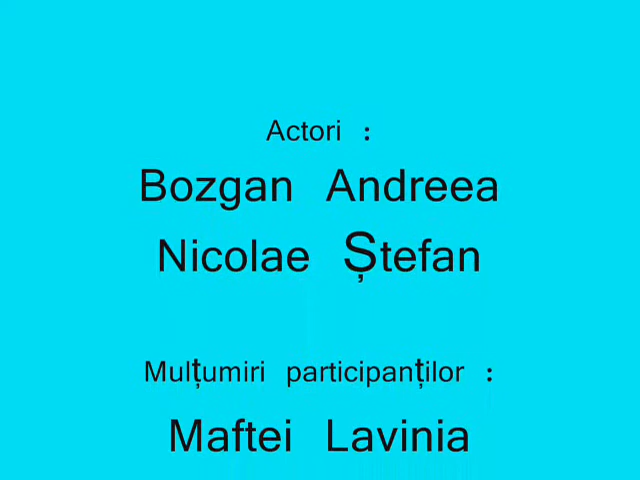 Actori :
Bozgan Andreea
Nicolae Ștefan
Mulțumiri participanților :
Maftei Lavinia